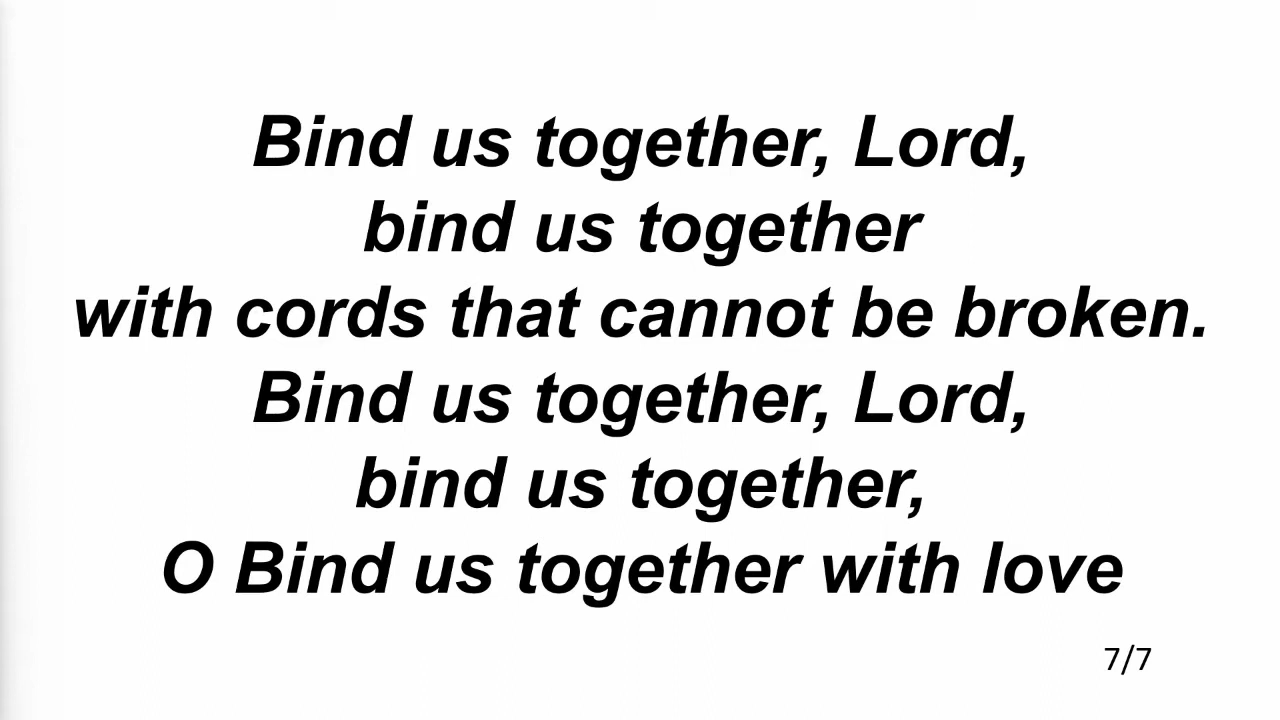 Bind us together, Lord,
bind us together
with cords that cannot be broken.
Bind us together, Lord,
bind us together,
O Bind us together with love
7/7